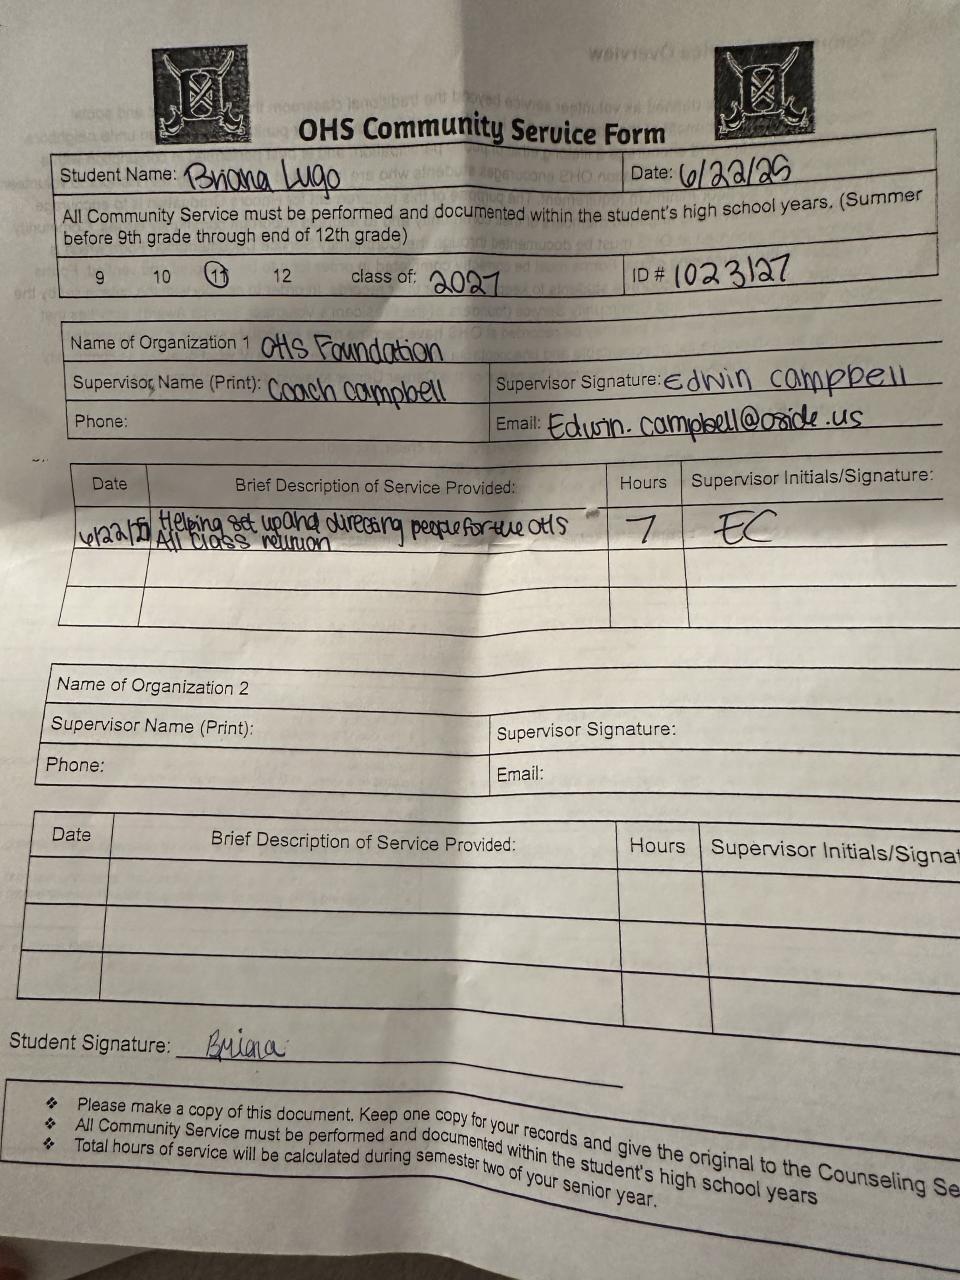 OHS Community Service Form
Student Name: Briana Lugo Date: 6/22/25
All Community Service must be performed and documented within the student's high school years. (Summer
before 9th grade through end of 12th grade)
9 10 11 12 class of: 2027 ID # 1023127
Name of Organization 1 OHS Foundation
Supervisor Name (Print): Coach Campbell Supervisor Signature: Edwin Campbell
Phone: Email: Edwin.campbell@oside.us
Date Brief Description of Service Provided: Hours Supervisor Initials/Signature:
6/22/25 Helping set up and directing people for the OHS 7 EC
All Class reunion
Name of Organization 2
Supervisor Name (Print): Supervisor Signature:
Phone: Email:
Date Brief Description of Service Provided: Hours Supervisor Initials/Signat
Student Signature: Briana
❖ Please make a copy of this document. Keep one copy for your records and give the original to the Counseling Se
❖ All Community Service must be performed and documented within the student's high school years
❖ Total hours of service will be calculated during semester two of your senior year.